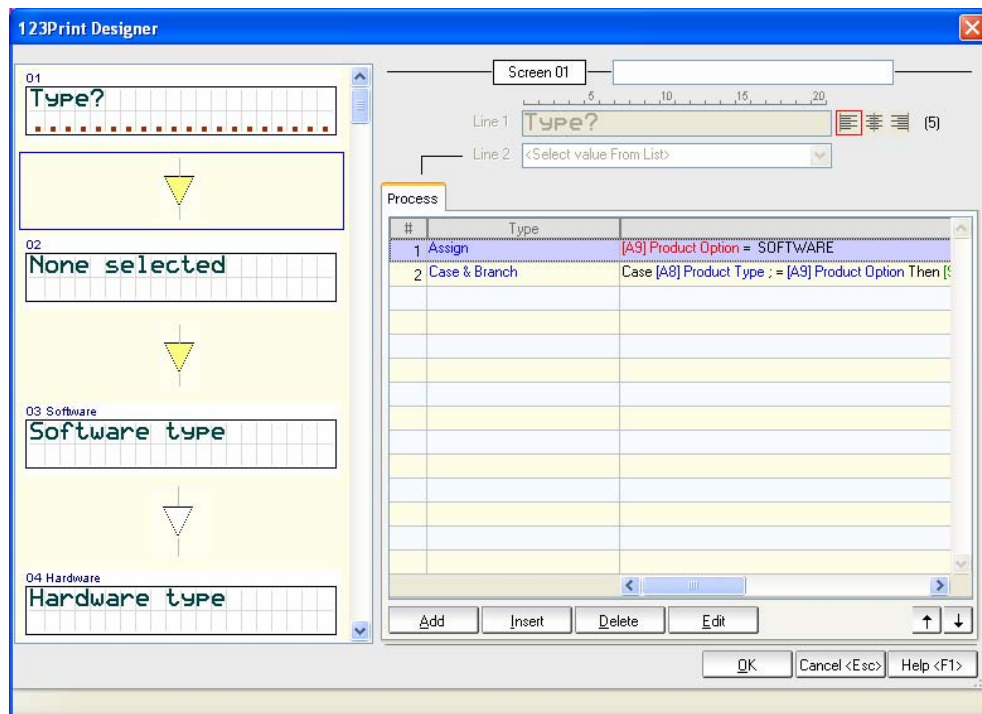 123Print Designer
01
Type?
02
None selected
03 Software
Software type
04 Hardware
Hardware type
Screen 01
5 10 15 20
Line 1 Type? (5)
Line 2 <Select value From List>
Process
# Type
1 Assign [A9] Product Option = SOFTWARE
2 Case & Branch Case [A8] Product Type ; = [A9] Product Option Then
Add Insert Delete Edit
OK Cancel <Esc> Help <F1>